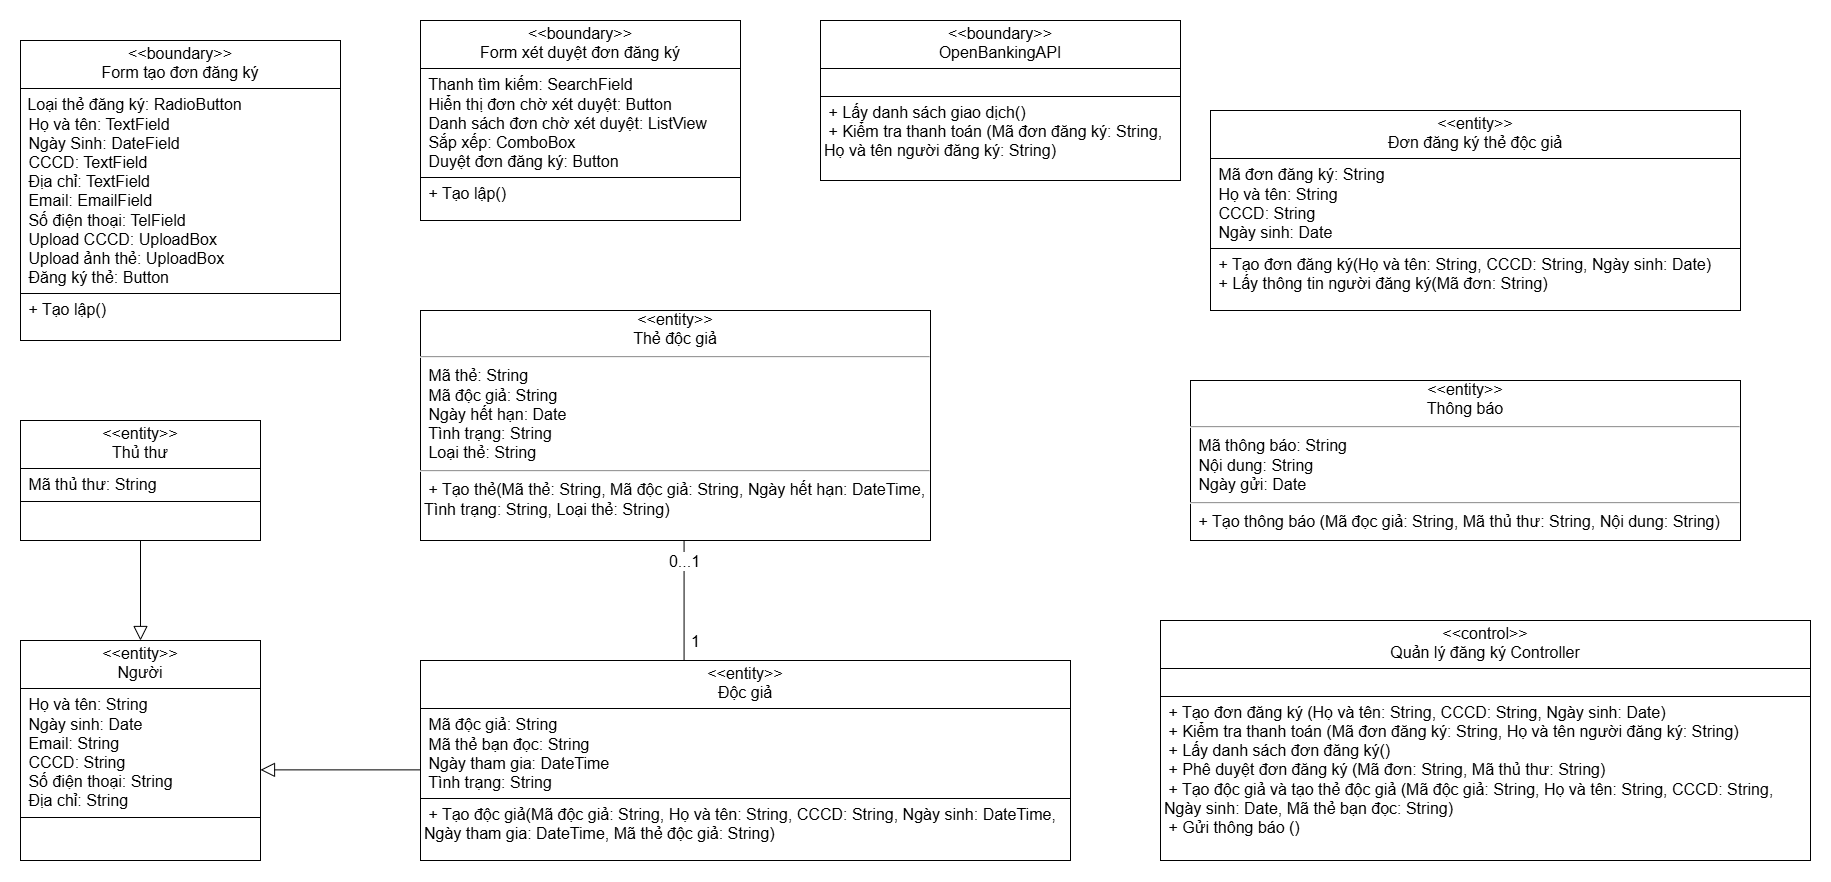 <<boundary>>
Form tạo đơn đăng ký
Loại thẻ đăng ký: RadioButton
Họ và tên: TextField
Ngày Sinh: DateField
CCCD: TextField
Địa chỉ: TextField
Email: EmailField
Số điện thoại: TelField
Upload CCCD: UploadBox
Upload ảnh thẻ: UploadBox
Đăng ký thẻ: Button
+ Tạo lập()
<<boundary>>
Form xét duyệt đơn đăng ký
Thanh tìm kiếm: SearchField
Hiển thị đơn chờ xét duyệt: Button
Danh sách đơn chờ xét duyệt: ListView
Sắp xếp: ComboBox
Duyệt đơn đăng ký: Button
+ Tạo lập()
<<boundary>>
OpenBankingAPI
+ Lấy danh sách giao dịch()
+ Kiểm tra thanh toán (Mã đơn đăng ký: String,
Họ và tên người đăng ký: String)
<<entity>>
Đơn đăng ký thẻ độc giả
Mã đơn đăng ký: String
Họ và tên: String
CCCD: String
Ngày sinh: Date
+ Tạo đơn đăng ký(Họ và tên: String, CCCD: String, Ngày sinh: Date)
+ Lấy thông tin người đăng ký(Mã đơn: String)
<<entity>>
Thẻ độc giả
Mã thẻ: String
Mã độc giả: String
Ngày hết hạn: Date
Tình trạng: String
Loại thẻ: String
+ Tạo thẻ(Mã thẻ: String, Mã độc giả: String, Ngày hết hạn: DateTime,
Tình trạng: String, Loại thẻ: String)
<<entity>>
Thông báo
Mã thông báo: String
Nội dung: String
Ngày gửi: Date
+ Tạo thông báo (Mã độc giả: String, Mã thủ thư: String, Nội dung: String)
<<entity>>
Thủ thư
Mã thủ thư: String
0...1
1
<<entity>>
Người
Họ và tên: String
Ngày sinh: Date
Email: String
CCCD: String
Số điện thoại: String
Địa chỉ: String
<<entity>>
Độc giả
Mã độc giả: String
Mã thẻ bạn đọc: String
Ngày tham gia: DateTime
Tình trạng: String
+ Tạo độc giả(Mã độc giả: String, Họ và tên: String, CCCD: String, Ngày sinh: DateTime,
Ngày tham gia: DateTime, Mã thẻ độc giả: String)
<<control>>
Quản lý đăng ký Controller
+ Tạo đơn đăng ký (Họ và tên: String, CCCD: String, Ngày sinh: Date)
+ Kiểm tra thanh toán (Mã đơn đăng ký: String, Họ và tên người đăng ký: String)
+ Lấy danh sách đơn đăng ký()
+ Phê duyệt đơn đăng ký (Mã đơn: String, Mã thủ thư: String)
+ Tạo độc giả và tạo thẻ độc giả (Mã độc giả: String, Họ và tên: String, CCCD: String,
Ngày sinh: Date, Mã thẻ bạn đọc: String)
+ Gửi thông báo ()